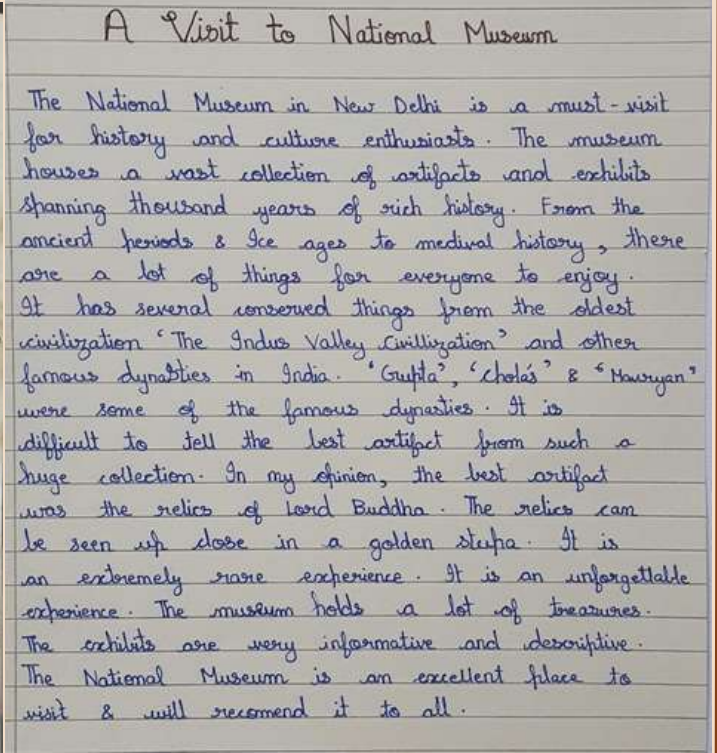 A Visit to National Museum
The National Museum in New Delhi is a must-visit
for history and culture enthusiasts. The museum
houses a vast collection of artifacts and exhibits
spanning thousand years of rich history. From the
ancient periods & Ice ages to medival history, there
are a lot of things for everyone to enjoy.
It has several conserved things from the oldest
civilization 'The Indus Valley Civillization' and other
famous dynasties in India. 'Gupta', 'Cholas' & 'Mauryan'
were some of the famous dynasties. It is
difficult to tell the best artifact from such a
huge collection. In my opinion, the best artifact
was the relics of Lord Buddha. The relics can
be seen up close in a golden stupa. It is
an extremely rare experience. It is an unforgettable
experience. The museum holds a lot of treasures.
The exhibits are very informative and descriptive.
The National Museum is an excellent place to
visit & will recomend it to all.